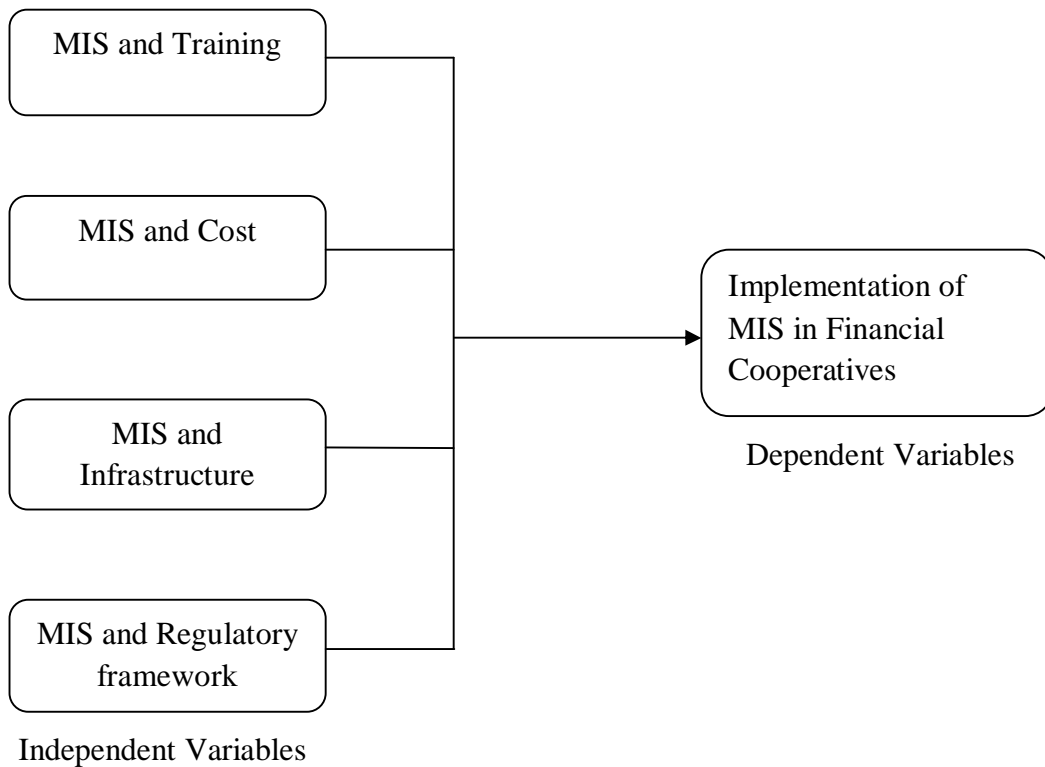 MIS and Training
MIS and Cost
MIS and
Infrastructure
MIS and Regulatory
framework
Independent Variables
Implementation of
MIS in Financial
Cooperatives
Dependent Variables